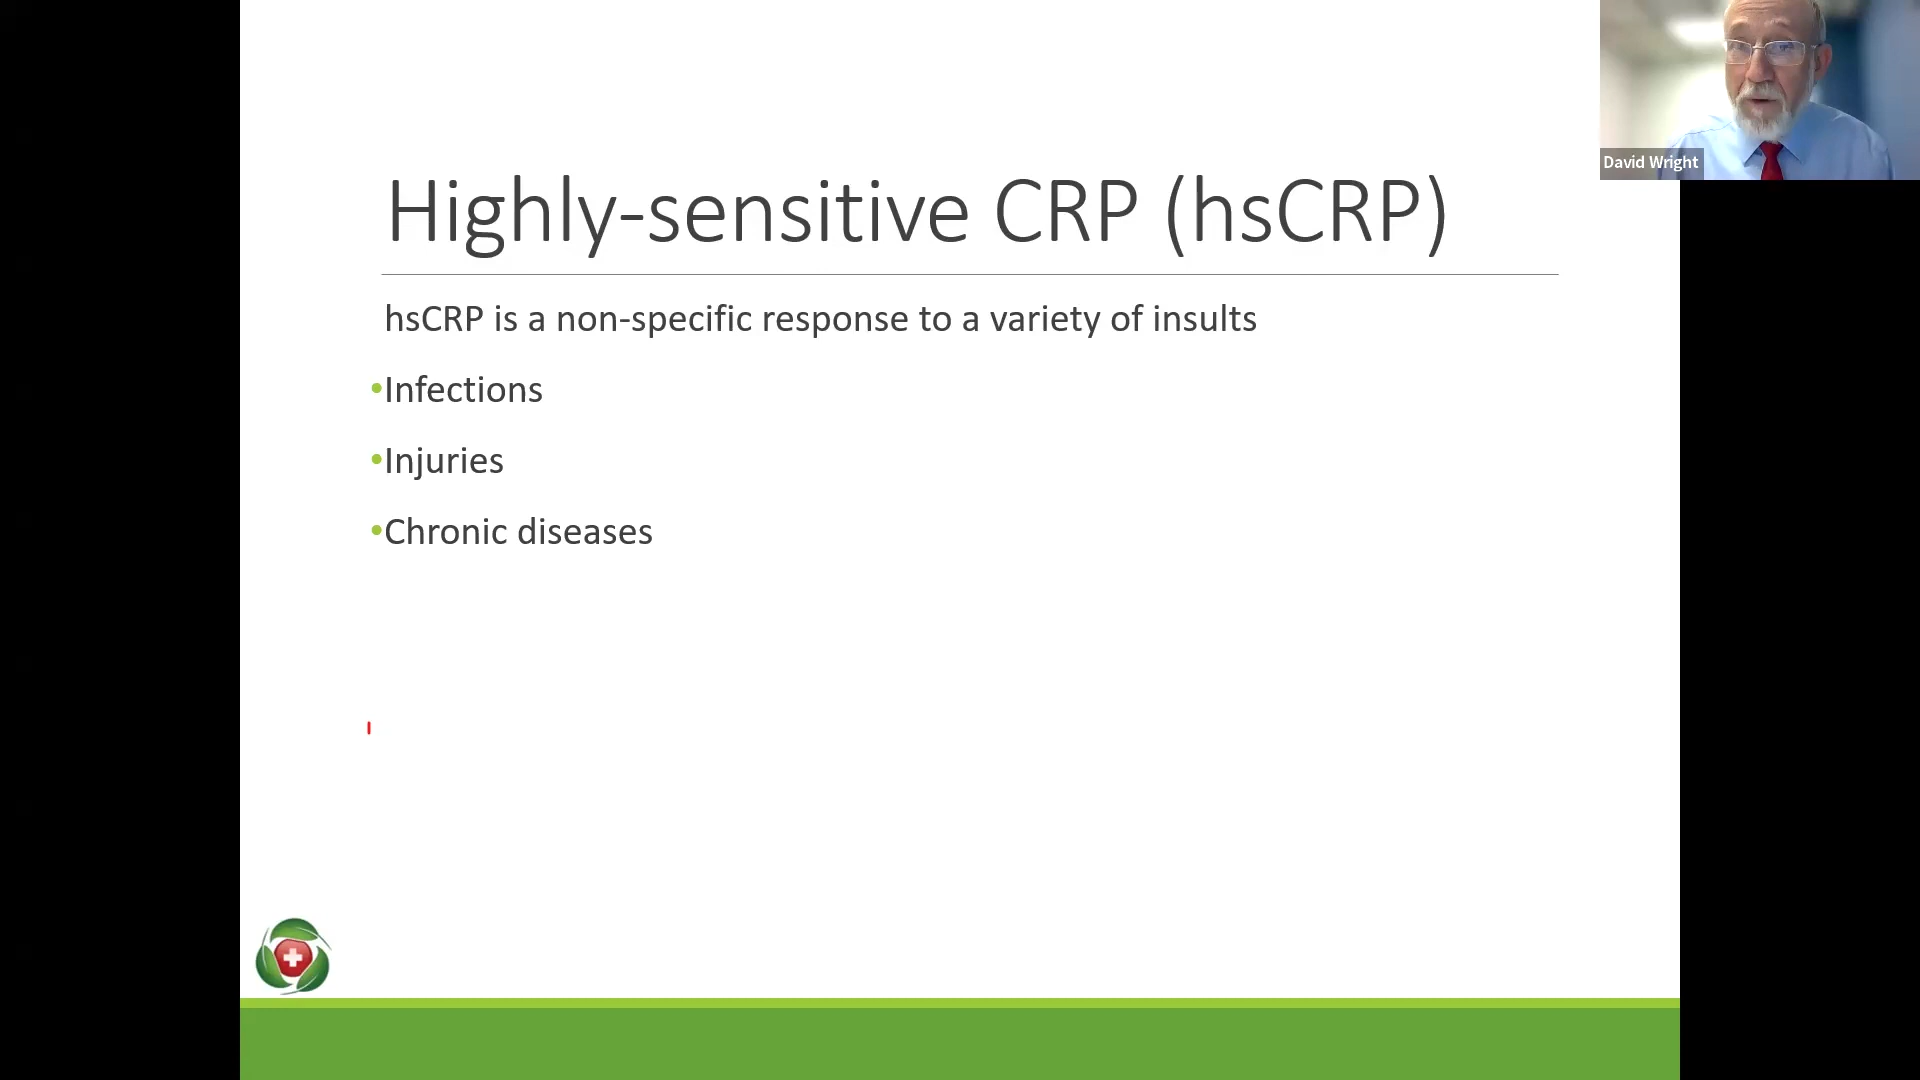 David Wright
Highly-sensitive CRP (hsCRP)
hsCRP is a non-specific response to a variety of insults
•Infections
•Injuries
•Chronic diseases